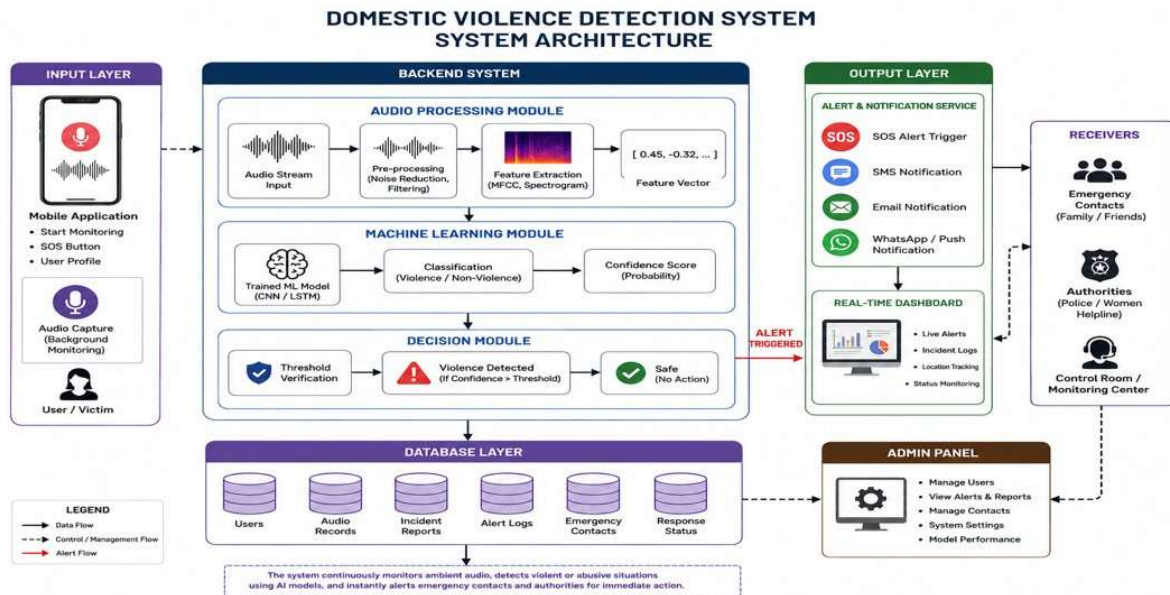 DOMESTIC VIOLENCE DETECTION SYSTEM
SYSTEM ARCHITECTURE
INPUT LAYER
Mobile Application
• Start Monitoring
• SOS Button
• User Profile
Audio Capture
(Background
Monitoring)
User / Victim
BACKEND SYSTEM
AUDIO PROCESSING MODULE
Audio Stream
Input
Pre-processing
(Noise Reduction,
Filtering)
Feature Extraction
(MFCC, Spectrogram)
[ 0.45, -0.32, ... ]
Feature Vector
MACHINE LEARNING MODULE
Trained ML Model
(CNN / LSTM)
Classification
(Violence / Non-Violence)
Confidence Score
(Probability)
DECISION MODULE
Threshold
Verification
Violence Detected
(If Confidence > Threshold)
Safe
(No Action)
ALERT
TRIGGERED
OUTPUT LAYER
ALERT & NOTIFICATION SERVICE
SOS
SOS Alert Trigger
SMS Notification
Email Notification
WhatsApp / Push
Notification
REAL-TIME DASHBOARD
• Live Alerts
• Incident Logs
• Location Tracking
• Status Monitoring
RECEIVERS
Emergency
Contacts
(Family / Friends)
Authorities
(Police / Women
Helpline)
Control Room /
Monitoring Center
DATABASE LAYER
Users
Audio
Records
Incident
Reports
Alert Logs
Emergency
Contacts
Response
Status
ADMIN PANEL
• Manage Users
• View Alerts & Reports
• Manage Contacts
• System Settings
• Model Performance
LEGEND
Data Flow
Control / Management Flow
Alert Flow
The system continuously monitors ambient audio, detects violent or abusive situations
using AI models, and instantly alerts emergency contacts and authorities for immediate action.